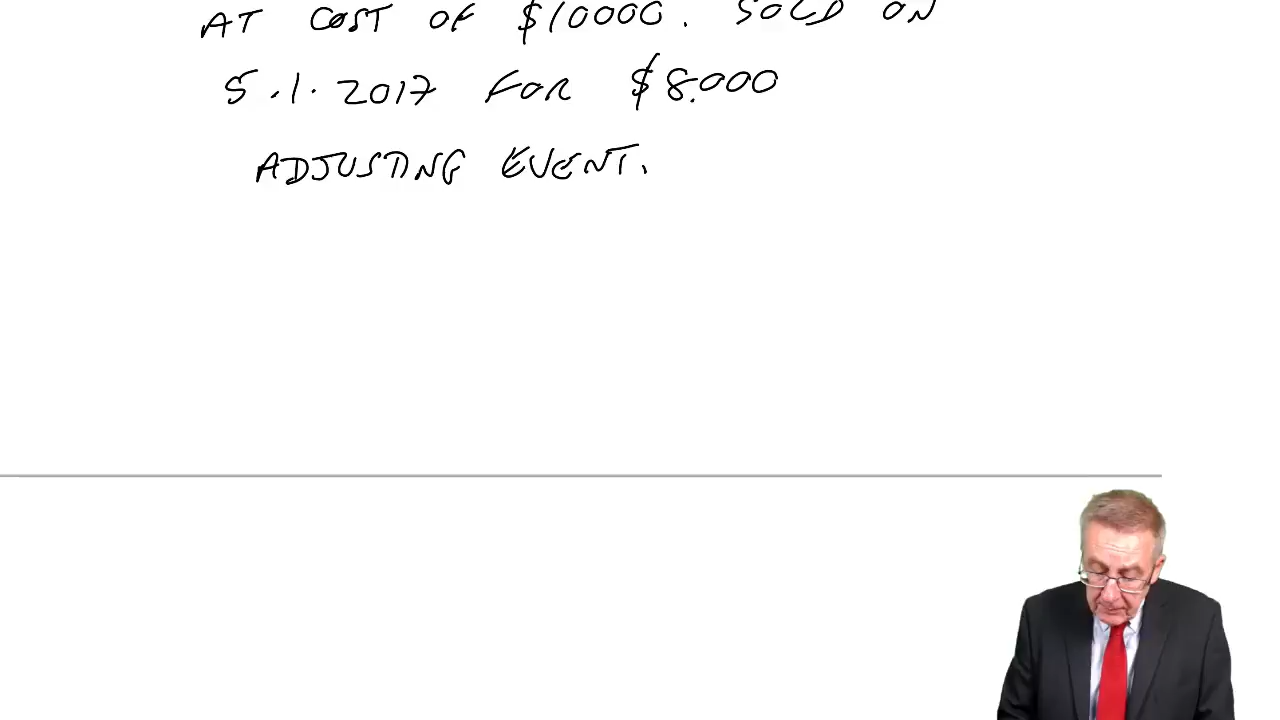 AT COST OF $10000. SOLD ON
5.1.2017 FOR $8.000
ADJUSTING EVENT.